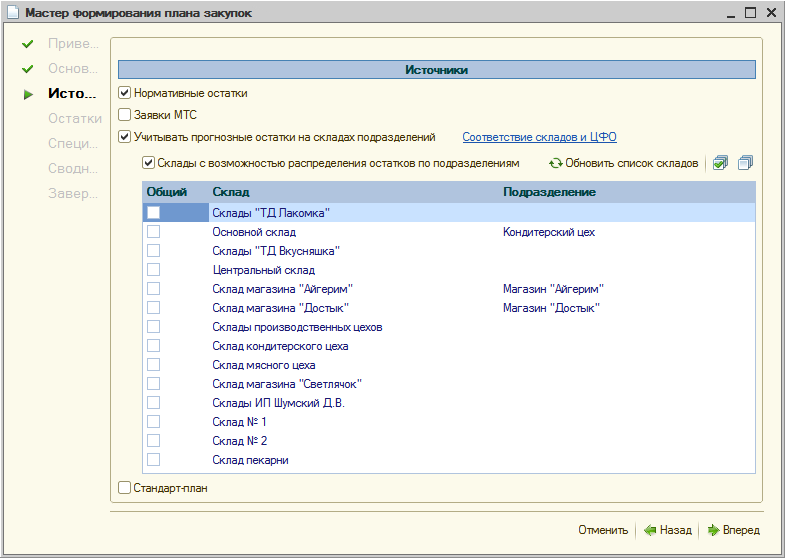 Мастер формирования плана закупок
Приве...
Основ...
Исто...
Остатки
Специ...
Сводн...
Завер...
Источники
Нормативные остатки
Заявки МТС
Учитывать прогнозные остатки на складах подразделений Соответствие складов и ЦФО
Склады с возможностью распределения остатков по подразделениям Обновить список складов
Общий Склад Подразделение
Склады "ТД Лакомка"
Основной склад Кондитерский цех
Склады "ТД Вкусняшка"
Центральный склад
Склад магазина "Айгерим" Магазин "Айгерим"
Склад магазина "Достык" Магазин "Достык"
Склады производственных цехов
Склад кондитерского цеха
Склад мясного цеха
Склад магазина "Светлячок"
Склады ИП Шумский Д.В.
Склад № 1
Склад № 2
Склад пекарни
Стандарт-план
Отменить Назад Вперед